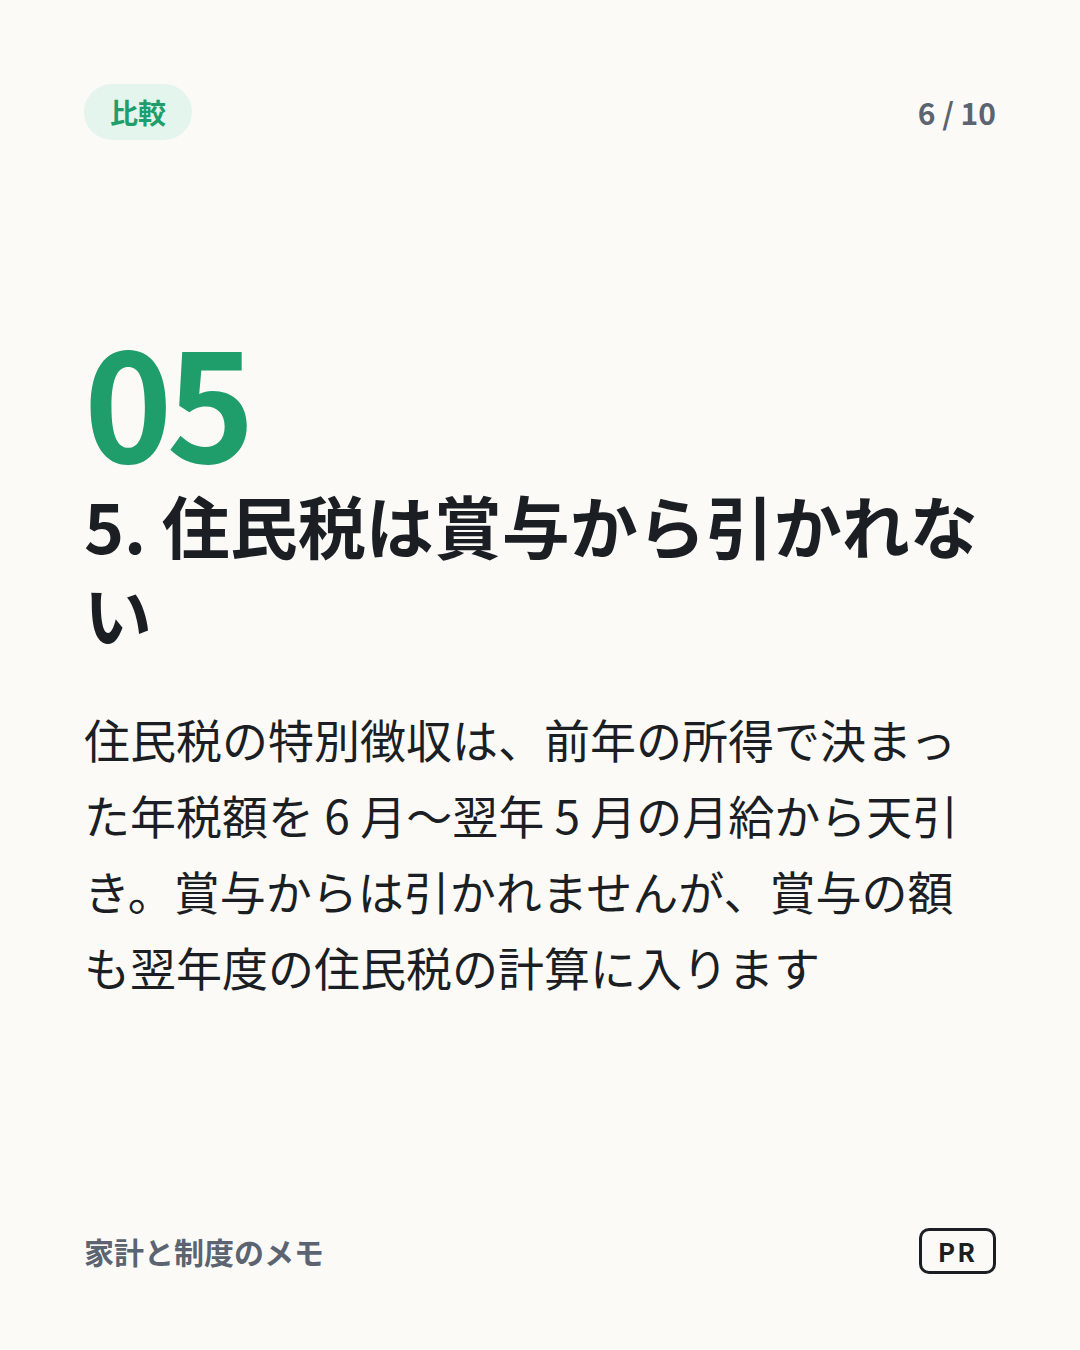 比較
6 / 10
05
5. 住民税は賞与から引かれな
い
住民税の特別徴収は、前年の所得で決まっ
た年税額を 6 月〜翌年 5 月の月給から天引
き。賞与からは引かれませんが、賞与の額
も翌年度の住民税の計算に入ります
家計と制度のメモ
PR